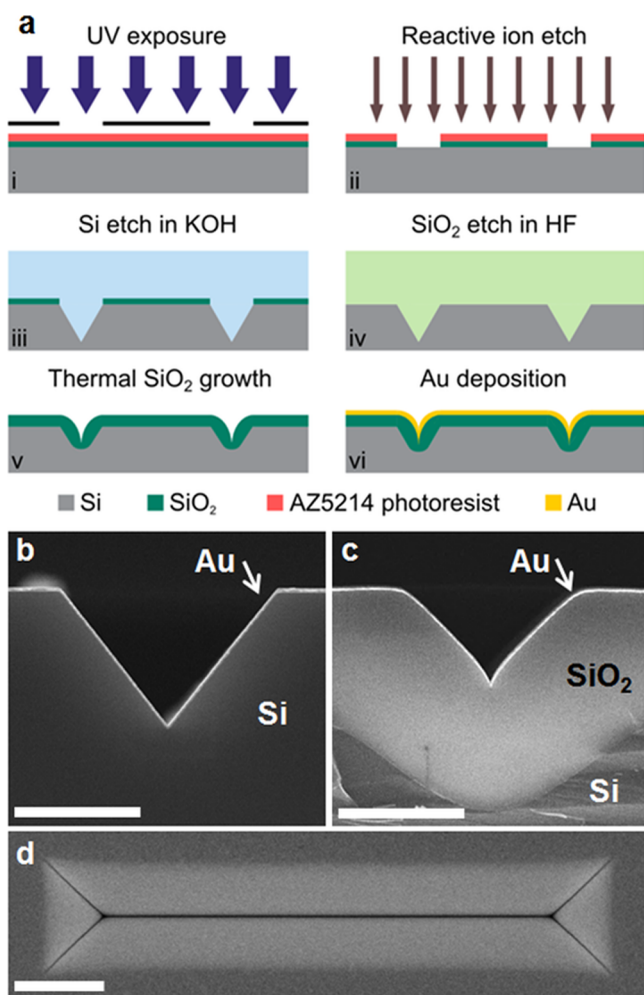 a
UV exposure
Reactive ion etch
i
ii
Si etch in KOH
SiO₂ etch in HF
iii
iv
Thermal SiO₂ growth
Au deposition
v
vi
Si
SiO₂
AZ5214 photoresist
Au
b
Au
Si
c
Au
SiO₂
Si
d